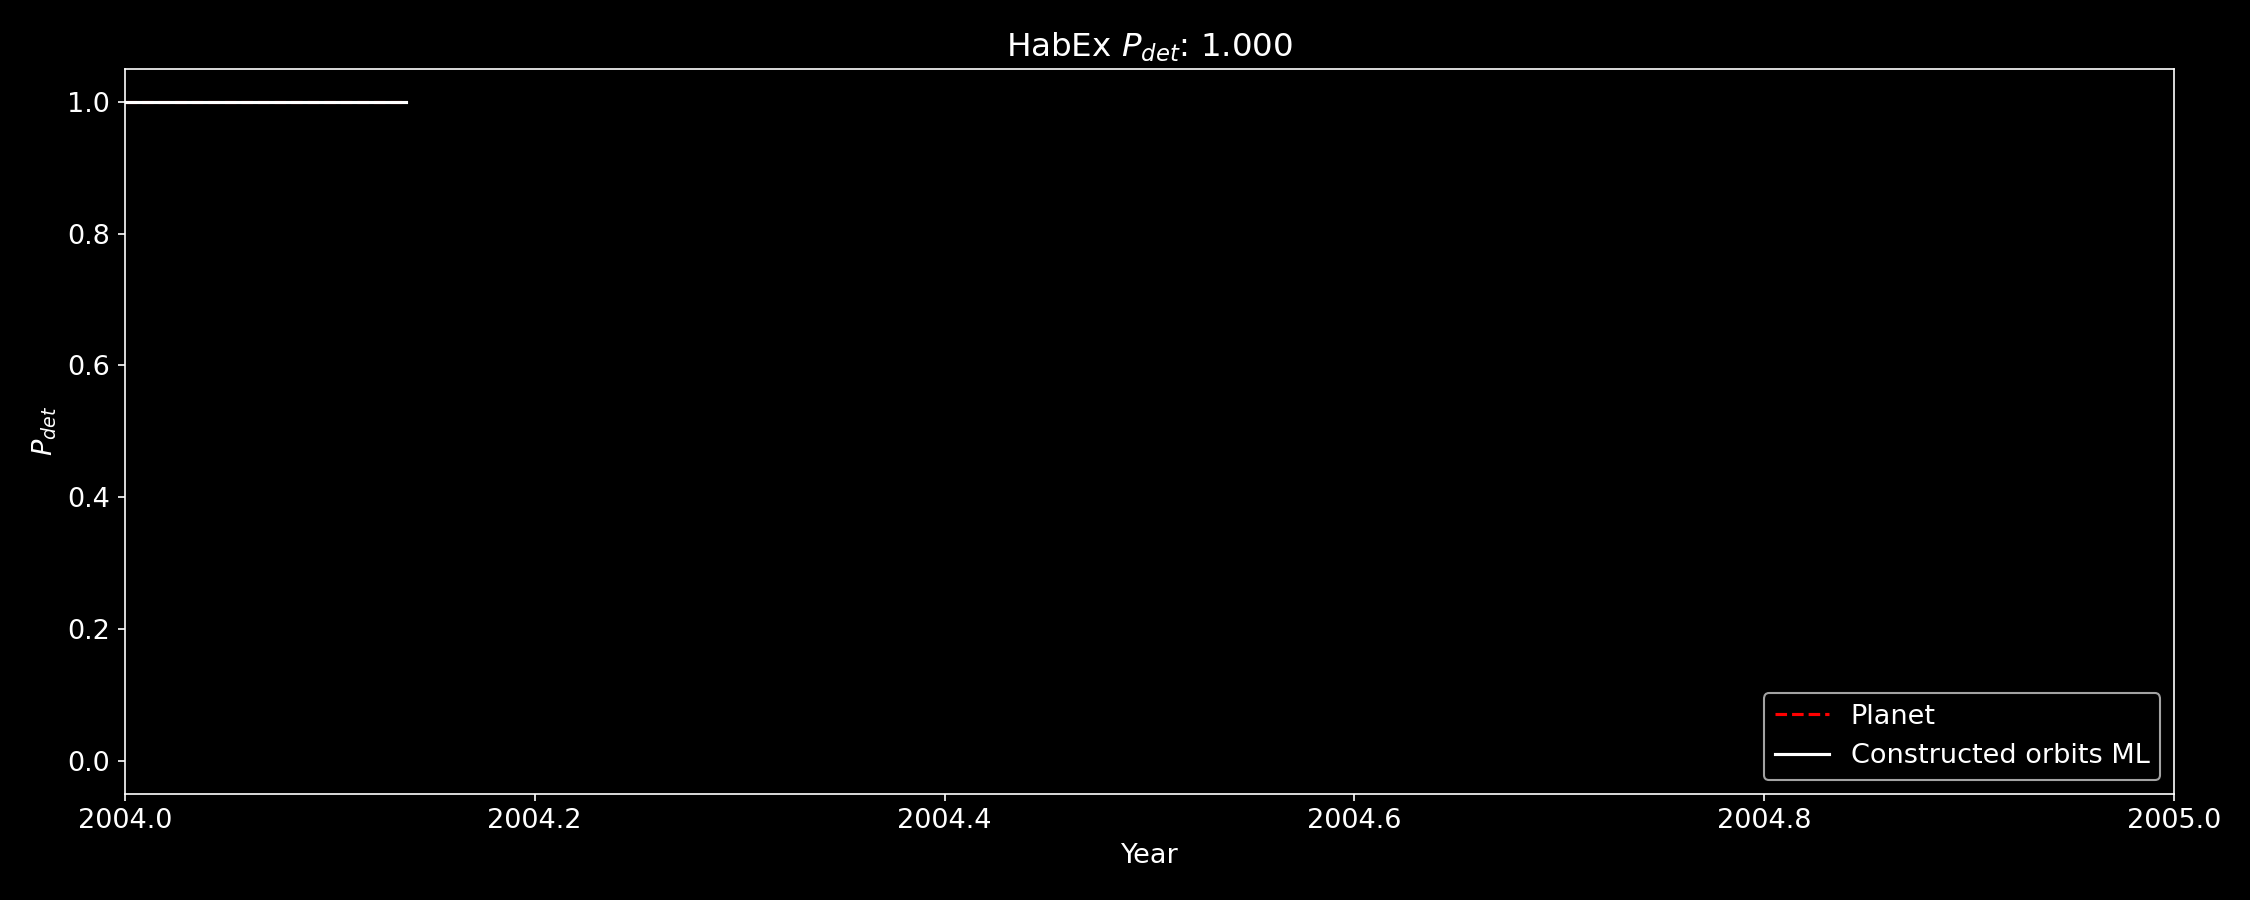 HabEx P_det: 1.000
1.0
0.8
0.6
0.4
0.2
0.0
P_det
Planet
Constructed orbits ML
2004.0 2004.2 2004.4 2004.6 2004.8 2005.0
Year